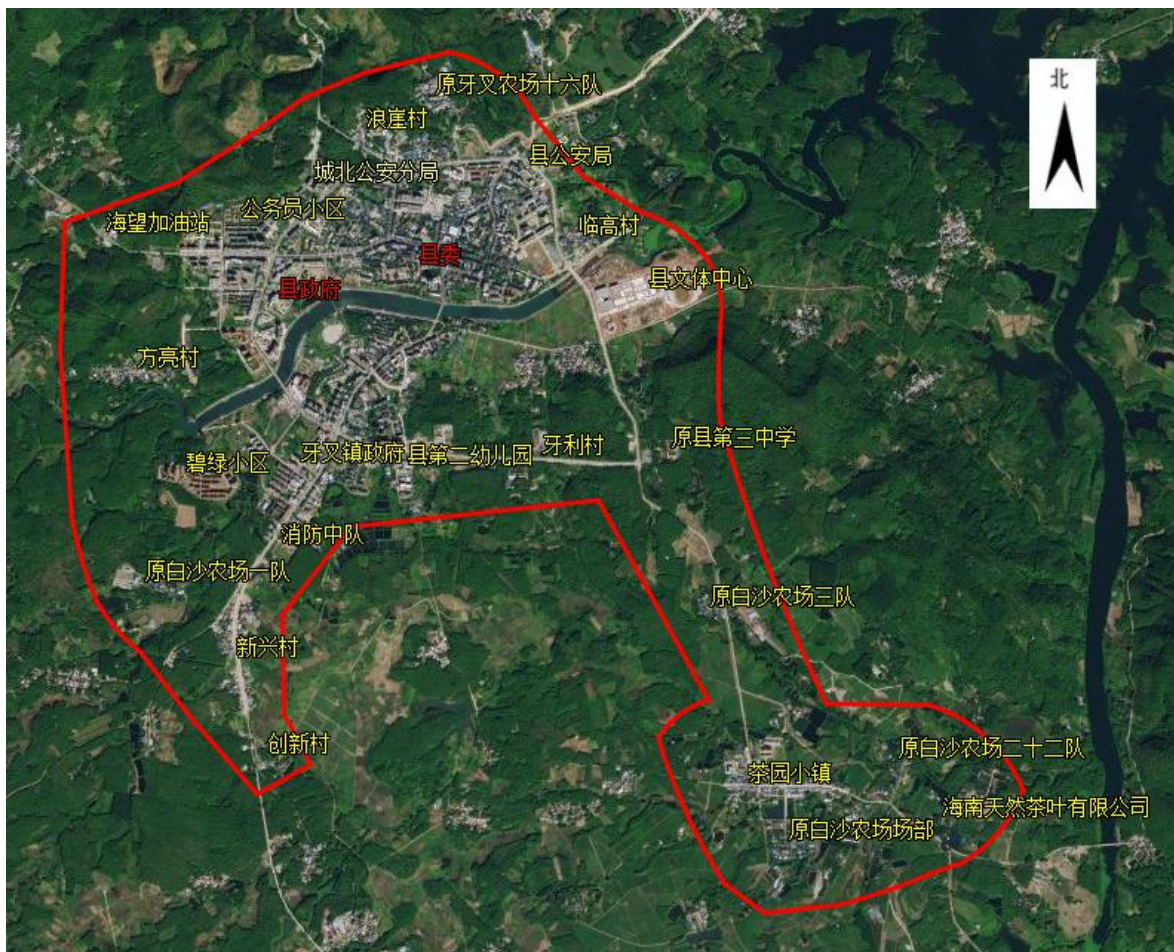 北
原牙叉农场十六队
浪崖村
县公安局
城北公安分局
公务员小区
海望加油站
临高村
县委
县文体中心
县政府
方亮村
原县第三中学
牙利村
牙叉镇政府
县第二幼儿园
碧绿小区
消防中队
原白沙农场一队
原白沙农场三队
新兴村
创新村
原白沙农场二十二队
茶园小镇
海南天然茶叶有限公司
原白沙农场场部